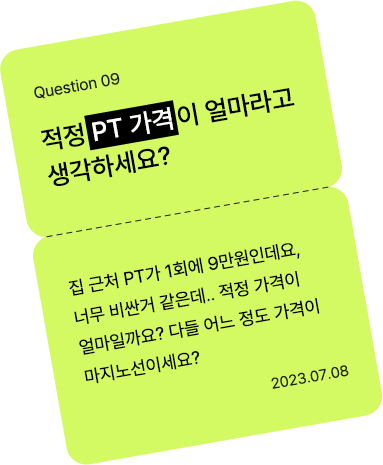 Question 09
적정 PT 가격이 얼마라고
생각하세요?
집 근처 PT가 1회에 9만원인데요,
너무 비싼거 같은데.. 적정 가격이
얼마일까요? 다들 어느 정도 가격이
마지노선이세요?
2023.07.08